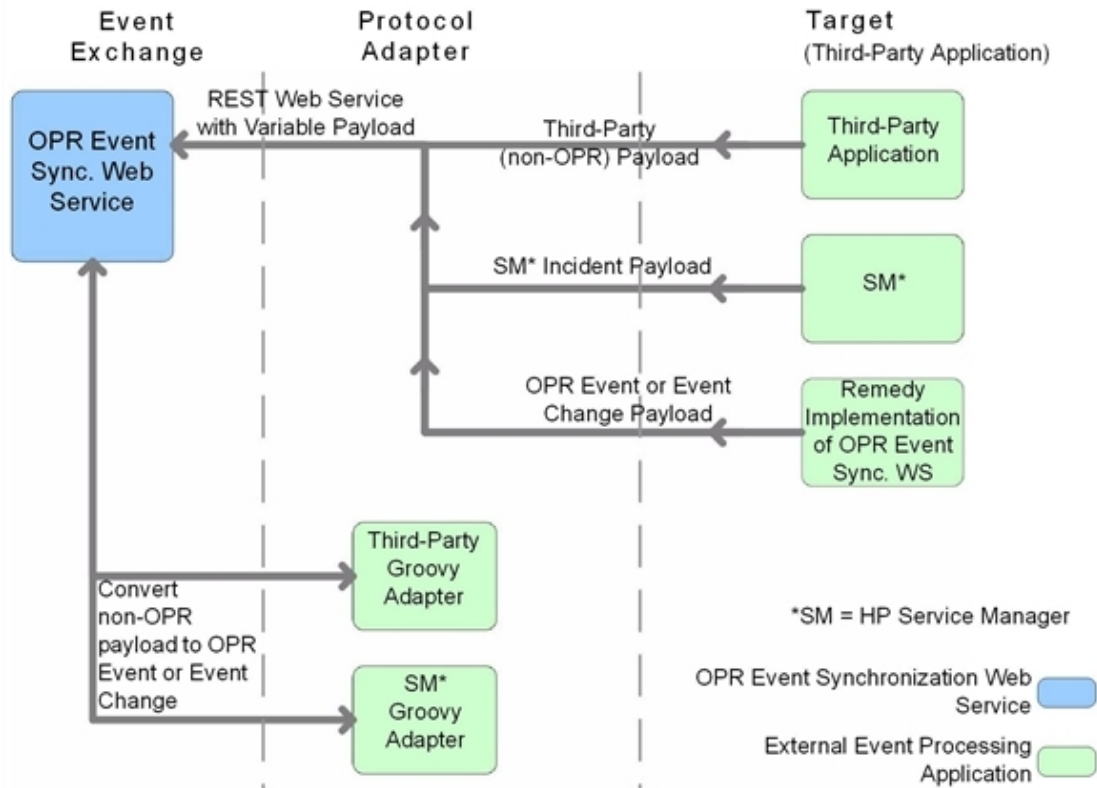 Event
Exchange
Protocol
Adapter
Target
(Third-Party Application)
OPR Event
Sync. Web
Service
REST Web Service
with Variable Payload
Third-Party
(non-OPR) Payload
Third-Party
Application
SM* Incident Payload
SM*
OPR Event or Event
Change Payload
Remedy
Implementation
of OPR Event
Sync. WS
Convert
non-OPR
payload to OPR
Event or Event
Change
Third-Party
Groovy
Adapter
SM*
Groovy
Adapter
*SM = HP Service Manager
OPR Event Synchronization Web
Service
External Event Processing
Application